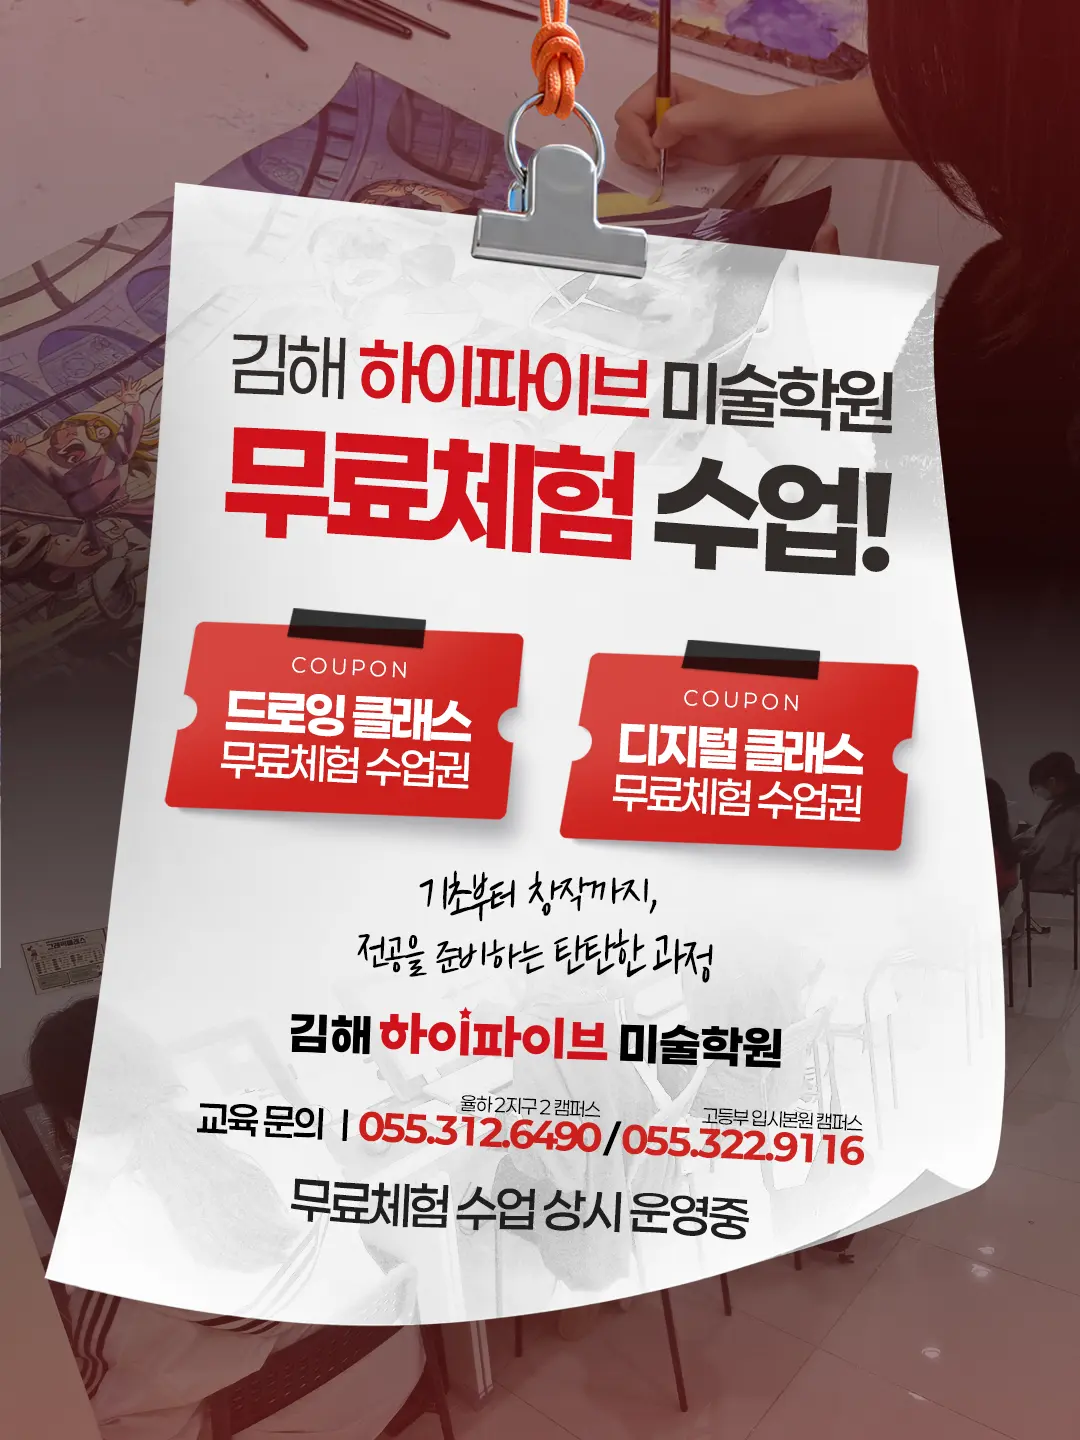 김해 하이파이브 미술학원
무료체험 수업!
COUPON
드로잉 클래스
무료체험 수업권
COUPON
디지털 클래스
무료체험 수업권
기초부터 창작까지,
전공을 준비하는 탄탄한 과정
김해 하이파이브 미술학원
율하 2지구 2 캠퍼스
고등부 입시본원 캠퍼스
교육 문의 | 055.312.6490 / 055.322.9116
무료체험 수업 상시 운영중